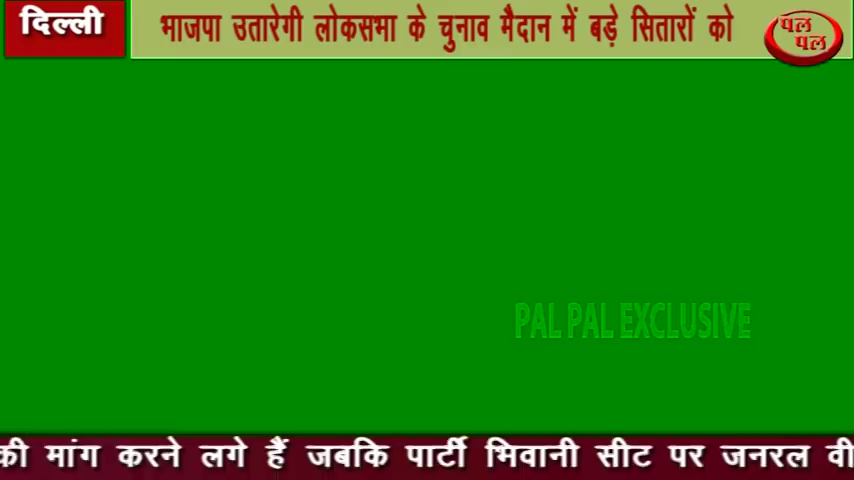 दिल्ली
भाजपा उतारेगी लोकसभा के चुनाव मैदान में बड़े सितारों को
पल
पल
PAL PAL EXCLUSIVE
की मांग करने लगे हैं जबकि पार्टी भिवानी सीट पर जनरल वी